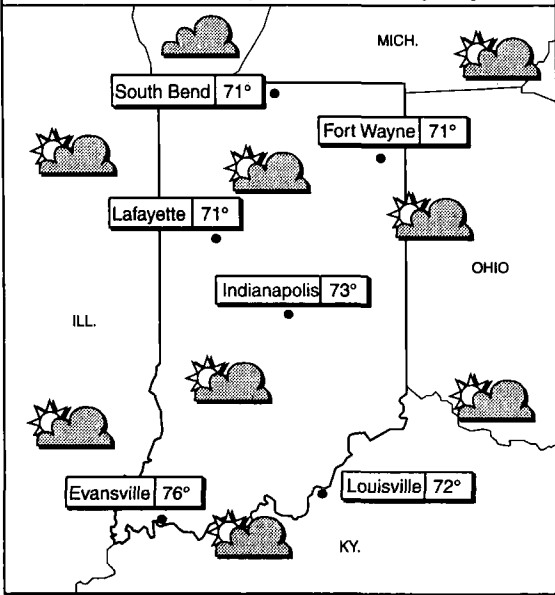 MICH.
South Bend 71°
Fort Wayne 71°
Lafayette 71°
OHIO
Indianapolis 73°
ILL.
Evansville 76°
Louisville 72°
KY.